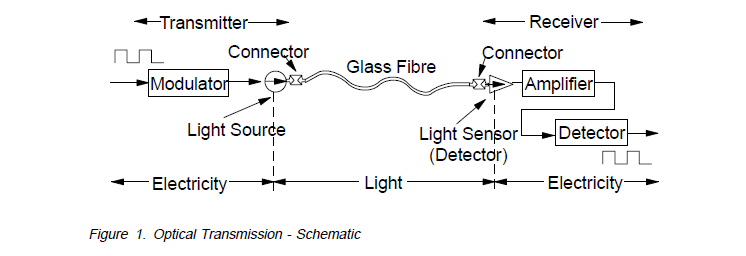 Transmitter
Receiver
Connector
Connector
Glass Fibre
Modulator
Amplifier
Light Source
Light Sensor
(Detector)
Detector
Electricity
Light
Electricity
Figure 1. Optical Transmission - Schematic